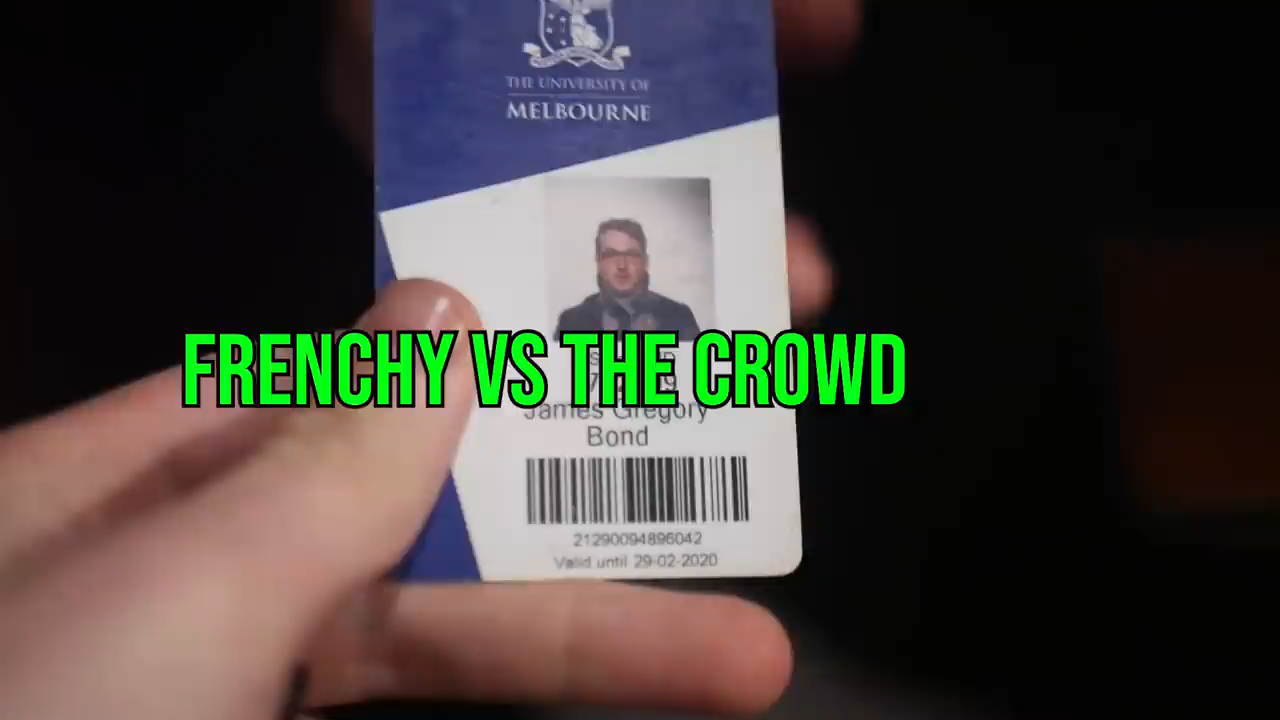 THE UNIVERSITY OF
MELBOURNE
FRENCHY VS THE CROWD
James Gregory
Bond
21290094896042
Valid until 29-02-2020